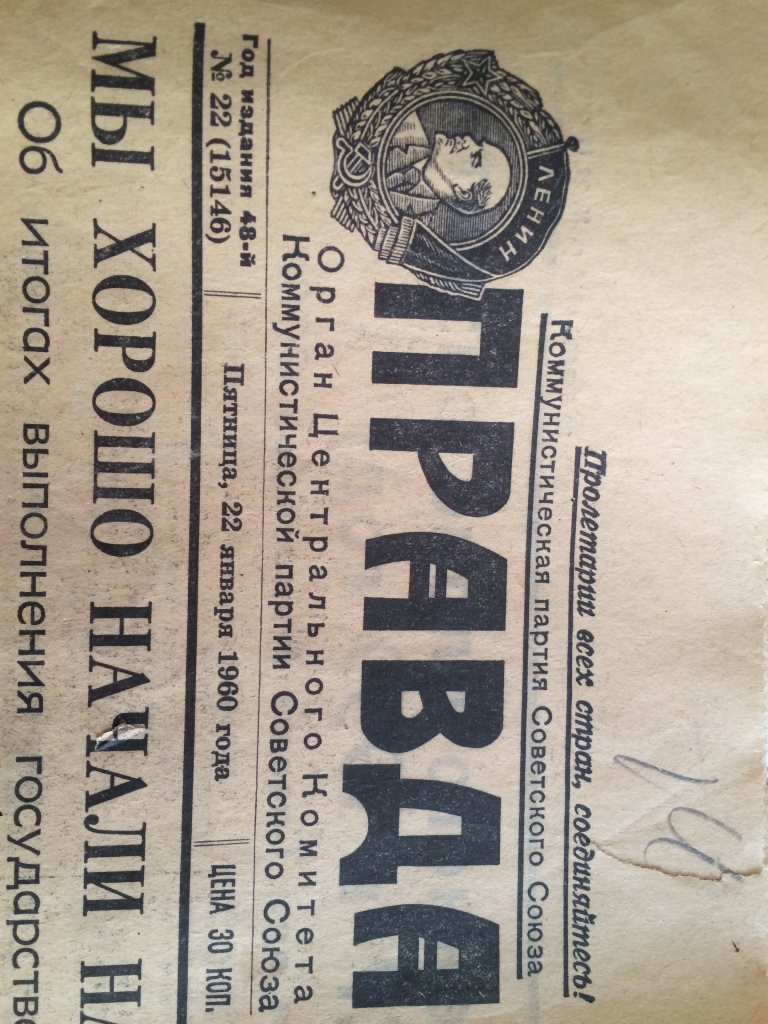 Пролетарии всех стран, соединяйтесь!
Коммунистическая партия Советского Союза
ЛЕНИН
ПРАВДА
Орган Центрального Комитета
Коммунистической партии Советского Союза
Год издания 48-й
№ 22 (15146)
Пятница, 22 января 1960 года
ЦЕНА 30 КОП.
МЫ ХОРОШО НАЧАЛИ
Об итогах выполнения